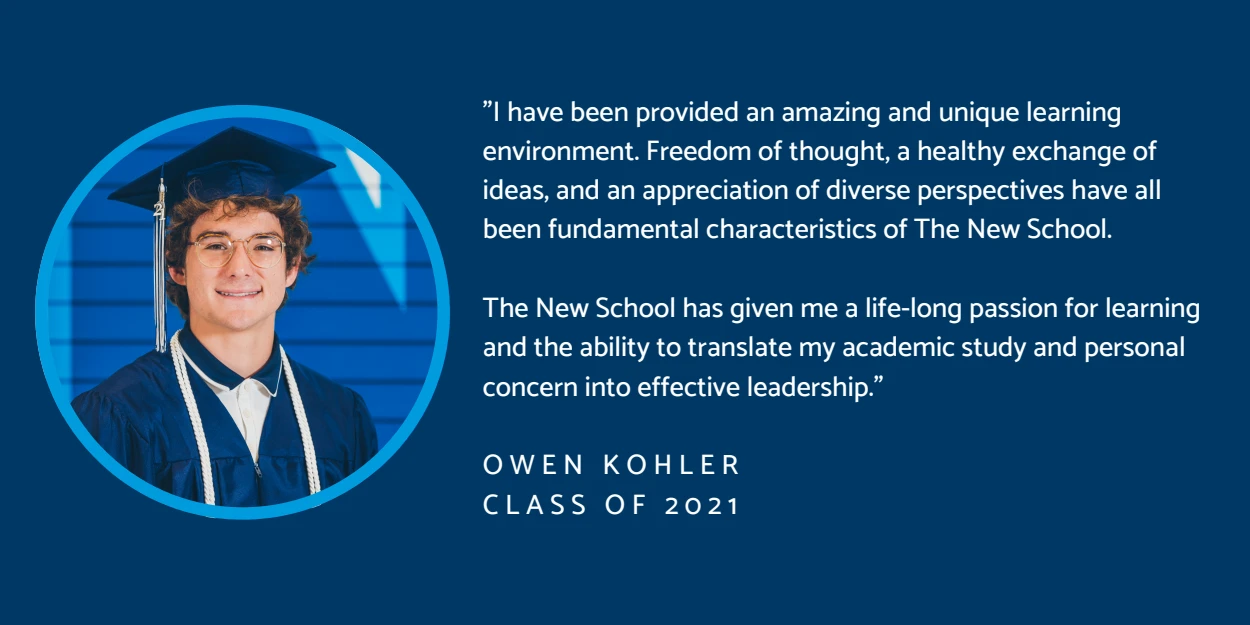 ”I have been provided an amazing and unique learning
environment. Freedom of thought, a healthy exchange of
ideas, and an appreciation of diverse perspectives have all
been fundamental characteristics of The New School.
The New School has given me a life-long passion for learning
and the ability to translate my academic study and personal
concern into effective leadership.”
OWEN KOHLER
CLASS OF 2021